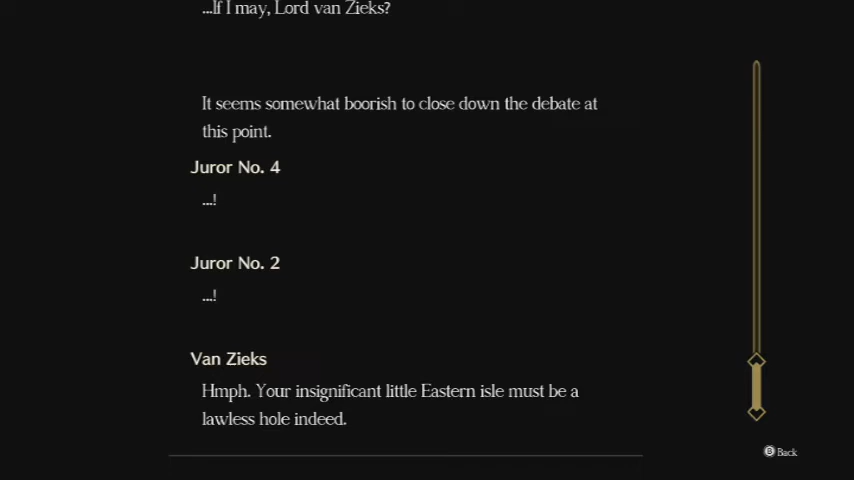 ...If I may, Lord van Zieks?
It seems somewhat boorish to close down the debate at
this point.
Juror No. 4
...!
Juror No. 2
...!
Van Zieks
Hmph. Your insignificant little Eastern isle must be a
lawless hole indeed.
B Back